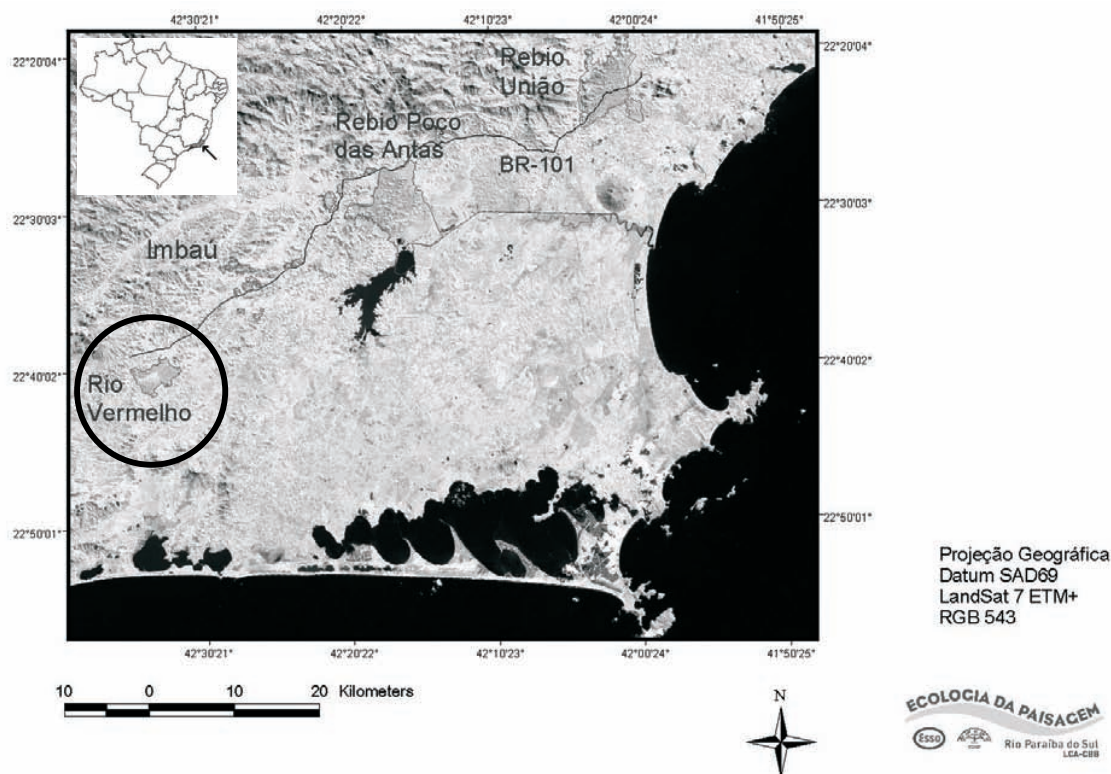 42°30'21" 42°20'22" 42°10'23" 42°00'24" 41°50'25"
22°20'04" 22°20'04"
Rebio
União
Rebio Poço
das Antas
BR-101
22°30'03" 22°30'03"
Imbaú
22°40'02" 22°40'02"
Rio
Vermelho
22°50'01" 22°50'01"
42°30'21" 42°20'22" 42°10'23" 42°00'24" 41°50'25"
Projeção Geográfica
Datum SAD69
LandSat 7 ETM+
RGB 543
10 0 10 20 Kilometers
N
ECOLOGIA DA PAISAGEM
Esso
Rio Paraíba do Sul
LCA-CBB